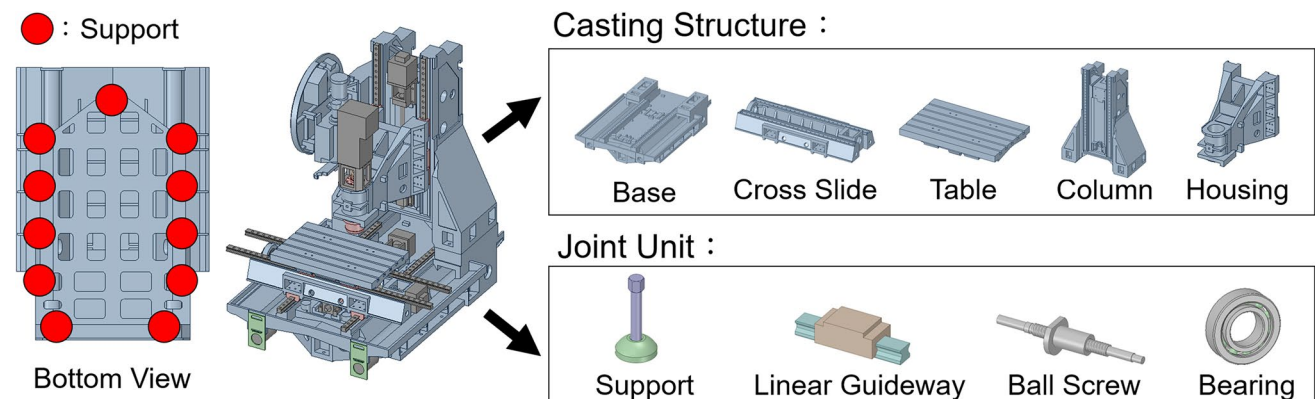 ：Support
Bottom View
Casting Structure：
Base
Cross Slide
Table
Column
Housing
Joint Unit：
Support
Linear Guideway
Ball Screw
Bearing